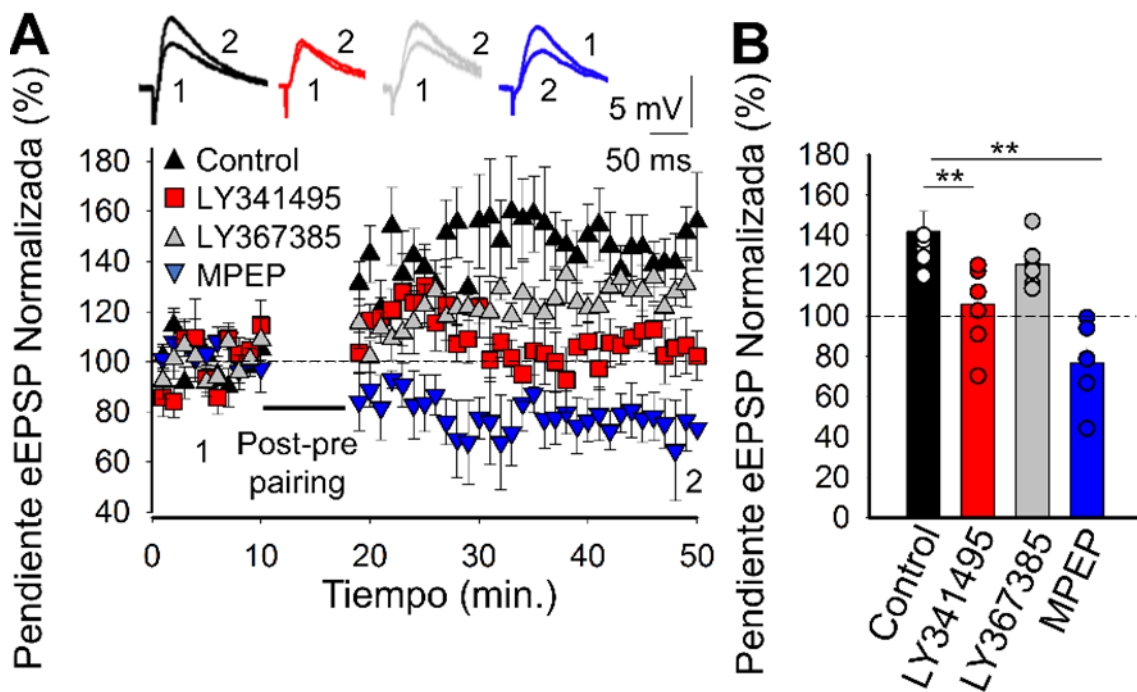 A
2
1
2
1
2
1
1
2
5 mV
50 ms
Pendiente eEPSP Normalizada (%)
180
160
140
120
100
80
60
40
Control
LY341495
LY367385
MPEP
1
Post-pre
pairing
2
0
10
20
30
40
50
Tiempo (min.)
B
Pendiente eEPSP Normalizada (%)
180
160
140
120
100
80
60
40
20
0
**
**
Control
LY341495
LY367385
MPEP